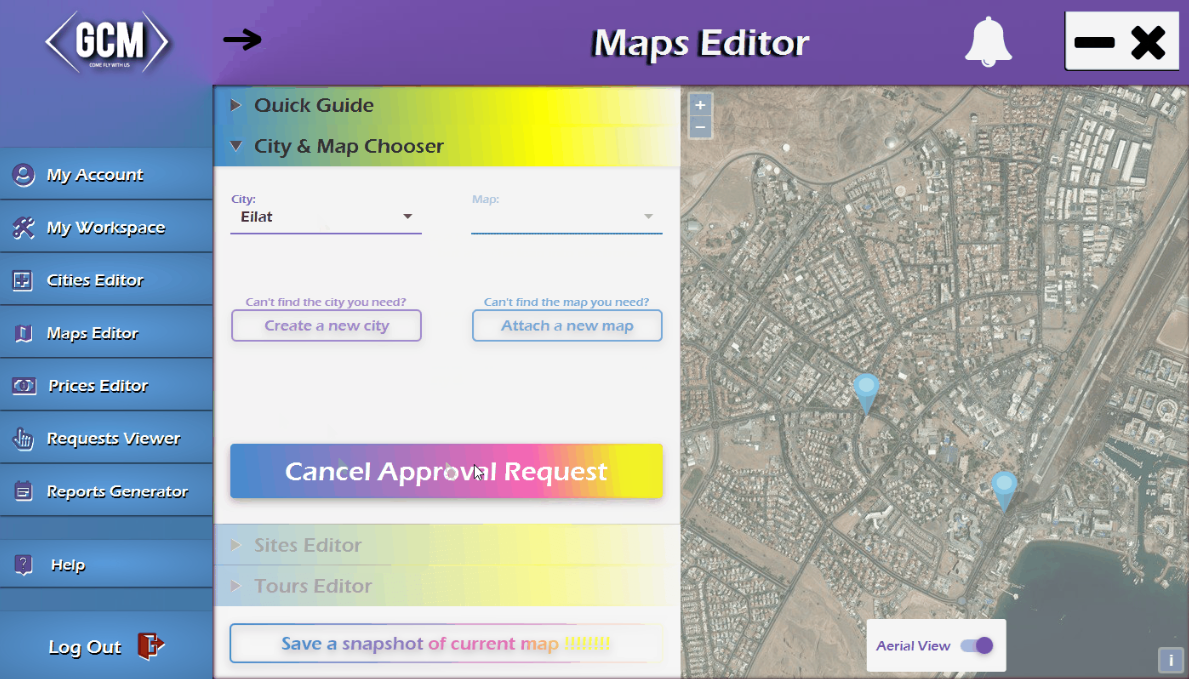 GCM
COME FLY WITH US
Maps Editor
My Account
My Workspace
Cities Editor
Maps Editor
Prices Editor
Requests Viewer
Reports Generator
Help
Log Out
Quick Guide
City & Map Chooser
City:
Eilat
Map:
Can't find the city you need?
Create a new city
Can't find the map you need?
Attach a new map
Cancel Approval Request
Sites Editor
Tours Editor
Save a snapshot of current map !!!!!!!!!
+
−
Aerial View
i